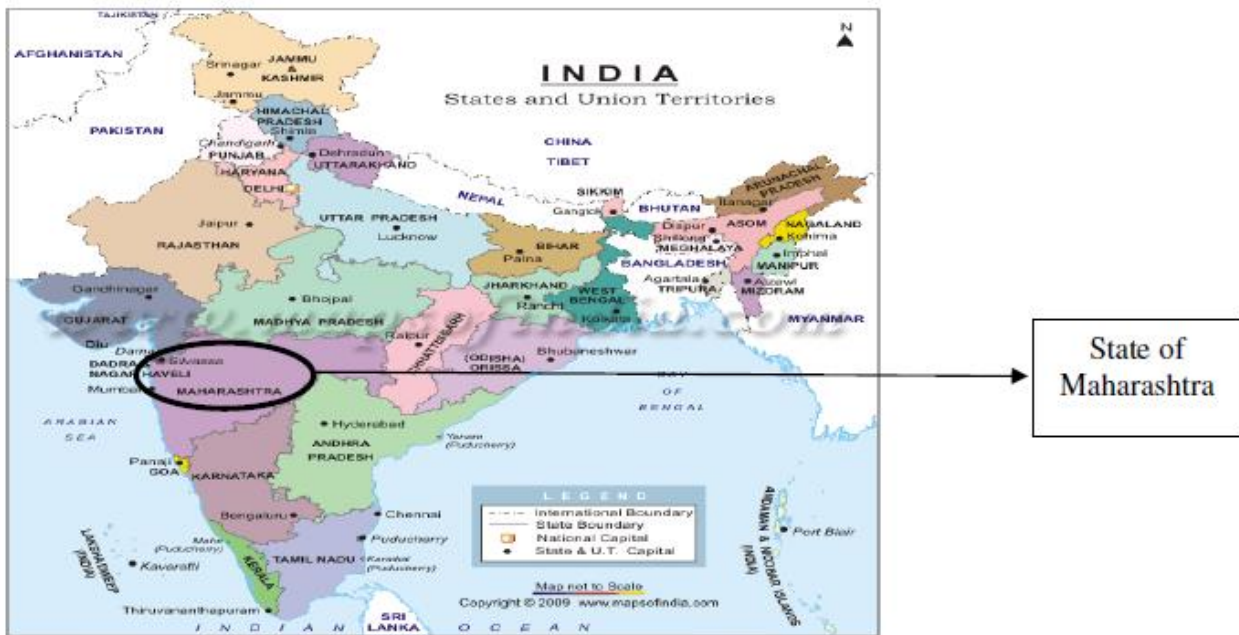 TAJIKISTAN
AFGHANISTAN
N
Srinagar
JAMMU
&
KASHMIR
INDIA
States and Union Territories
Jammu
PAKISTAN
HIMACHAL
PRADESH
Shimla
CHINA
TIBET
Chandigarh
PUNJAB
Dehradun
UTTARAKHAND
HARYANA
DELHI
ARUNACHAL
PRADESH
Itanagar
NEPAL
SIKKIM
Gangtok
BHUTAN
Jaipur
RAJASTHAN
UTTAR PRADESH
Lucknow
Dispur
ASOM
NAGALAND
Kohima
Shillong
MEGHALAYA
BIHAR
Patna
BANGLADESH
Imphal
MANIPUR
Gandhinagar
Bhopal
JHARKHAND
Ranchi
WEST
BENGAL
Kolkata
Agartala
TRIPURA
Aizawl
MIZORAM
GUJARAT
MADHYA PRADESH
www.mapsofindia.com
MYANMAR
Diu
Daman
Silvassa
DADRA &
NAGAR HAVELI
Raipur
CHHATTISGARH
(ODISHA)
ORISSA
Bhubaneshwar
State of
Maharashtra
Mumbai
MAHARASHTRA
BAY
OF
BENGAL
ARABIAN
SEA
Hyderabad
Yanam
(Puducherry)
ANDHRA
PRADESH
Panaji
GOA
KARNATAKA
LEGEND
International Boundary
State Boundary
National Capital
State & U.T. Capital
Bengaluru
Chennai
ANDAMAN & NICOBAR ISLANDS
(INDIA)
Port Blair
LAKSHADWEEP
(INDIA)
Mahe
(Puducherry)
Puducherry
Kavaratti
KERALA
TAMIL NADU
Karaikal
(Puducherry)
Map not to Scale
Copyright © 2009 www.mapsofindia.com
Thiruvananthapuram
SRI
LANKA
INDIAN OCEAN